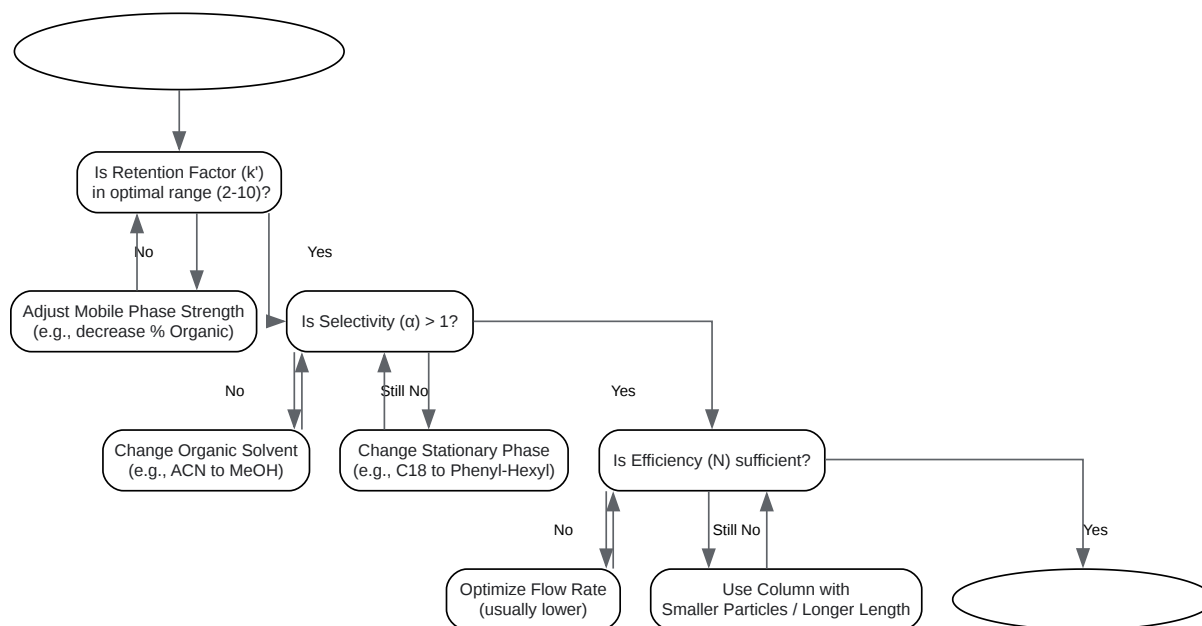 Is Retention Factor (k')
in optimal range (2-10)?
No
Yes
Adjust Mobile Phase Strength
(e.g., decrease % Organic)
Is Selectivity (α) > 1?
No
Still No
Yes
Change Organic Solvent
(e.g., ACN to MeOH)
Change Stationary Phase
(e.g., C18 to Phenyl-Hexyl)
Is Efficiency (N) sufficient?
No
Still No
Yes
Optimize Flow Rate
(usually lower)
Use Column with
Smaller Particles / Longer Length